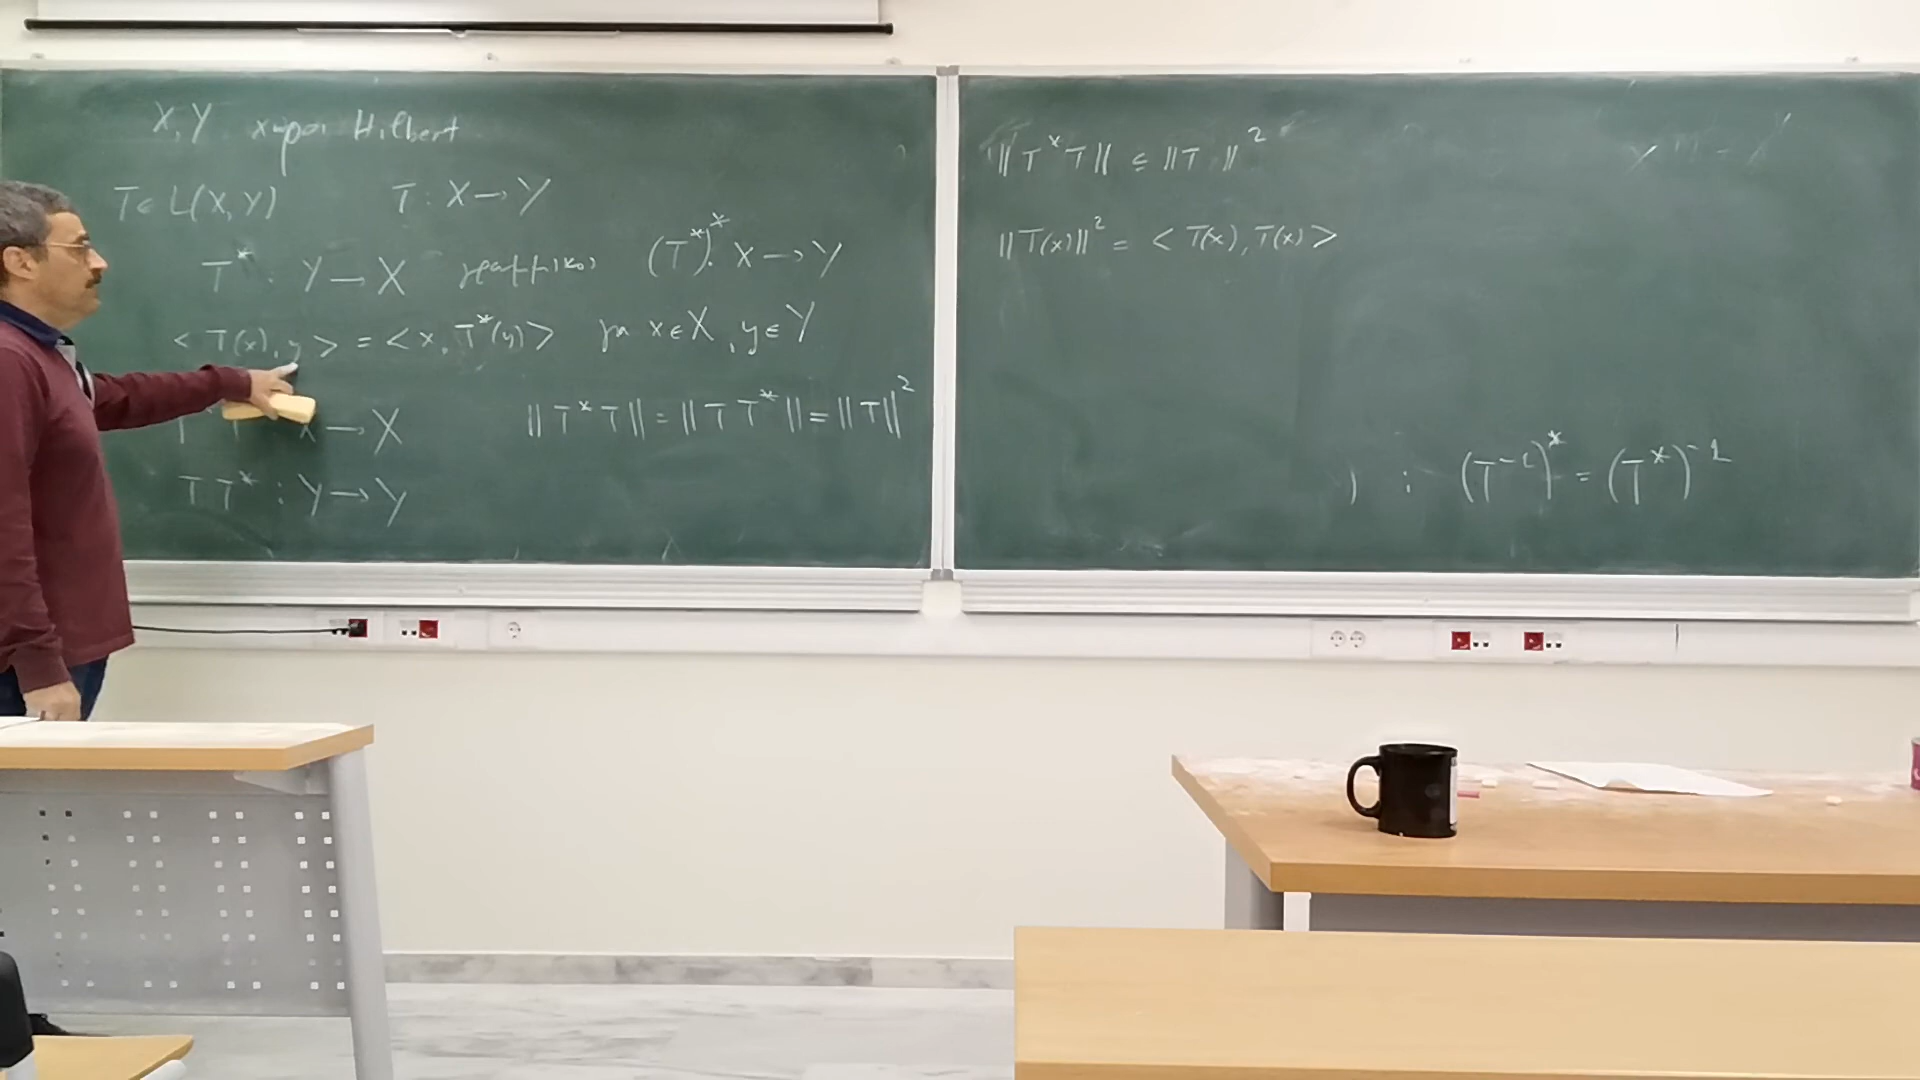 X, Y χώροι Hilbert
T ∈ L(X, Y) T : X → Y
T* : Y → X γραμμικός (T*)* : X → Y
< T(x), y > = < x, T*(y) > για x ∈ X, y ∈ Y
X → X ‖T*T‖ = ‖TT*‖ = ‖T‖²
TT* : Y → Y
‖T*T‖ ≤ ‖T‖²
‖T(x)‖² = < T(x), T(x) >
) : (T⁻¹)* = (T*)⁻¹